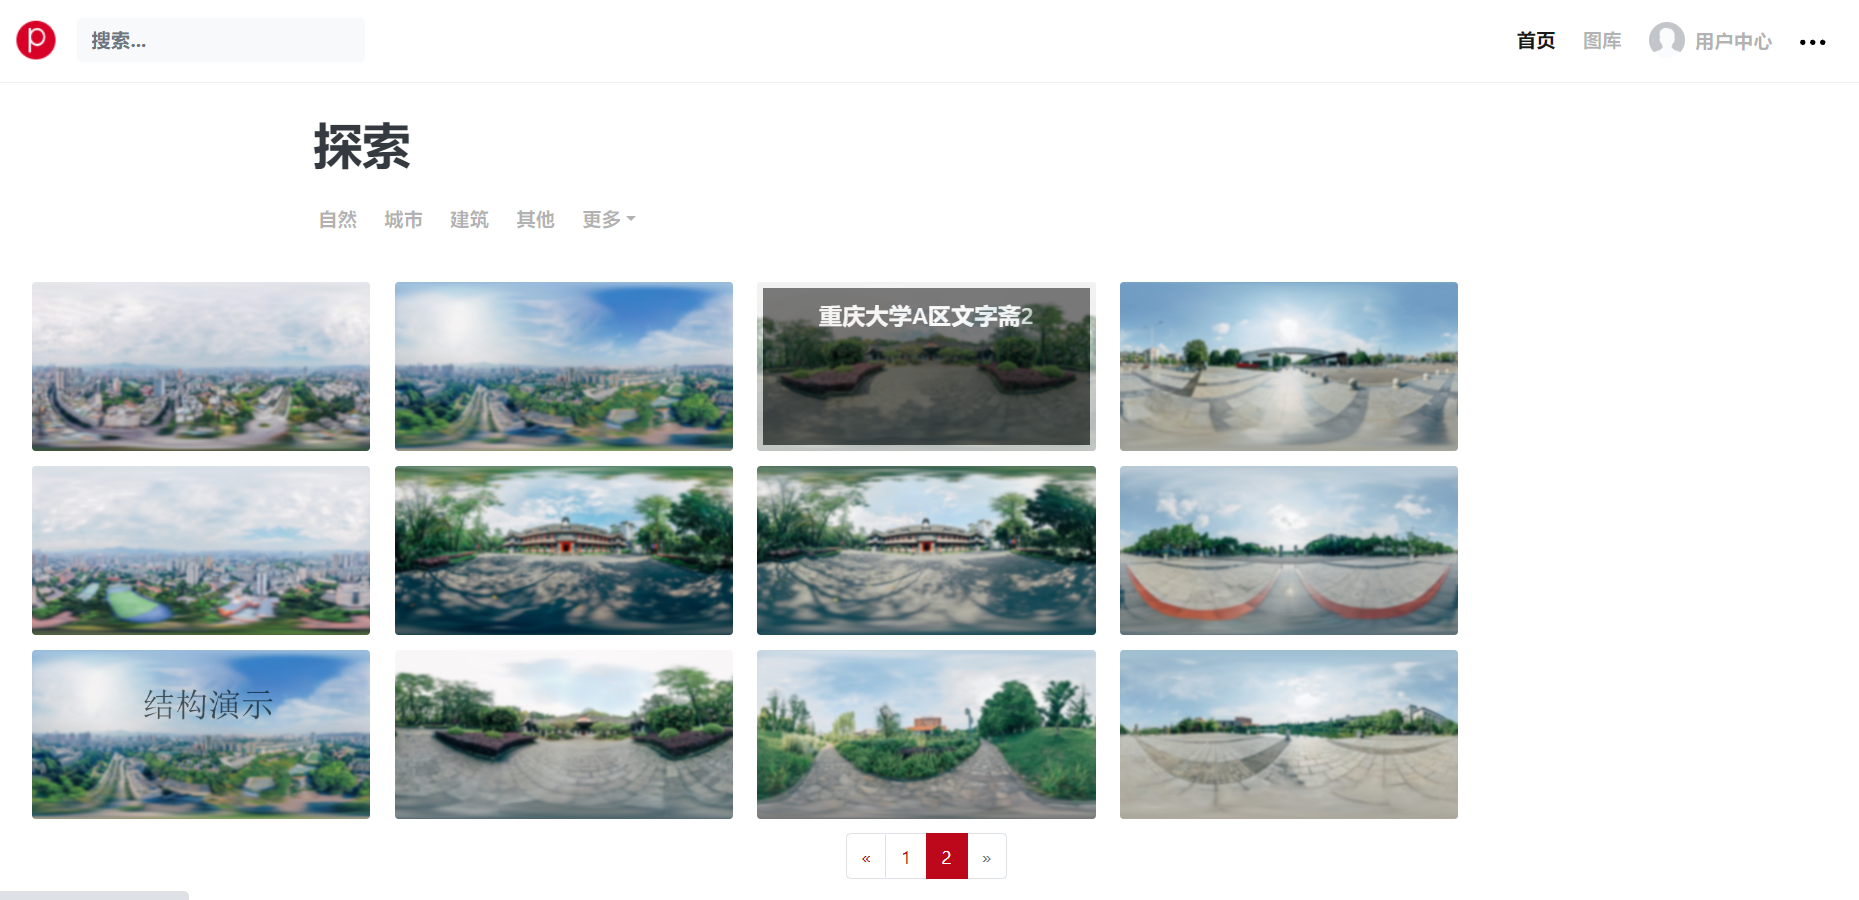 p
搜索...
首页
图库
用户中心
探索
自然
城市
建筑
其他
更多
重庆大学A区文字斋2
结构演示
«
1
2
»